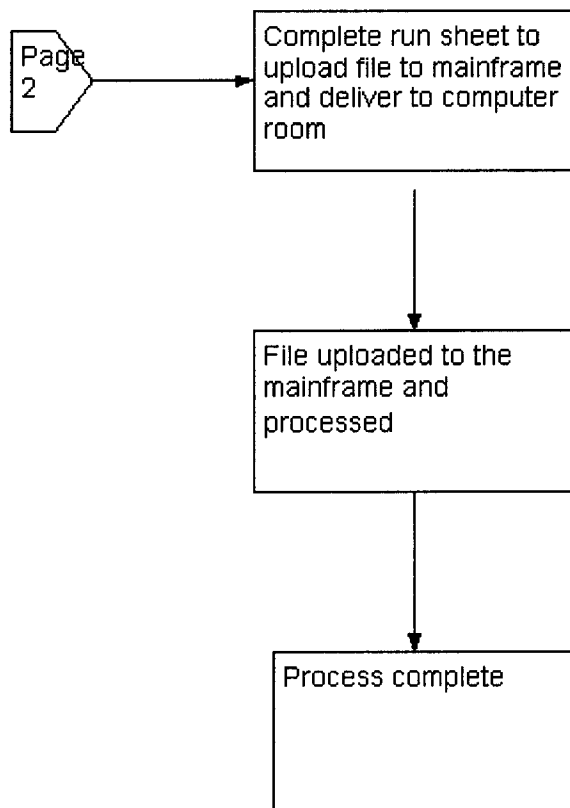 Page
2
Complete run sheet to
upload file to mainframe
and deliver to computer
room
File uploaded to the
mainframe and
processed
Process complete